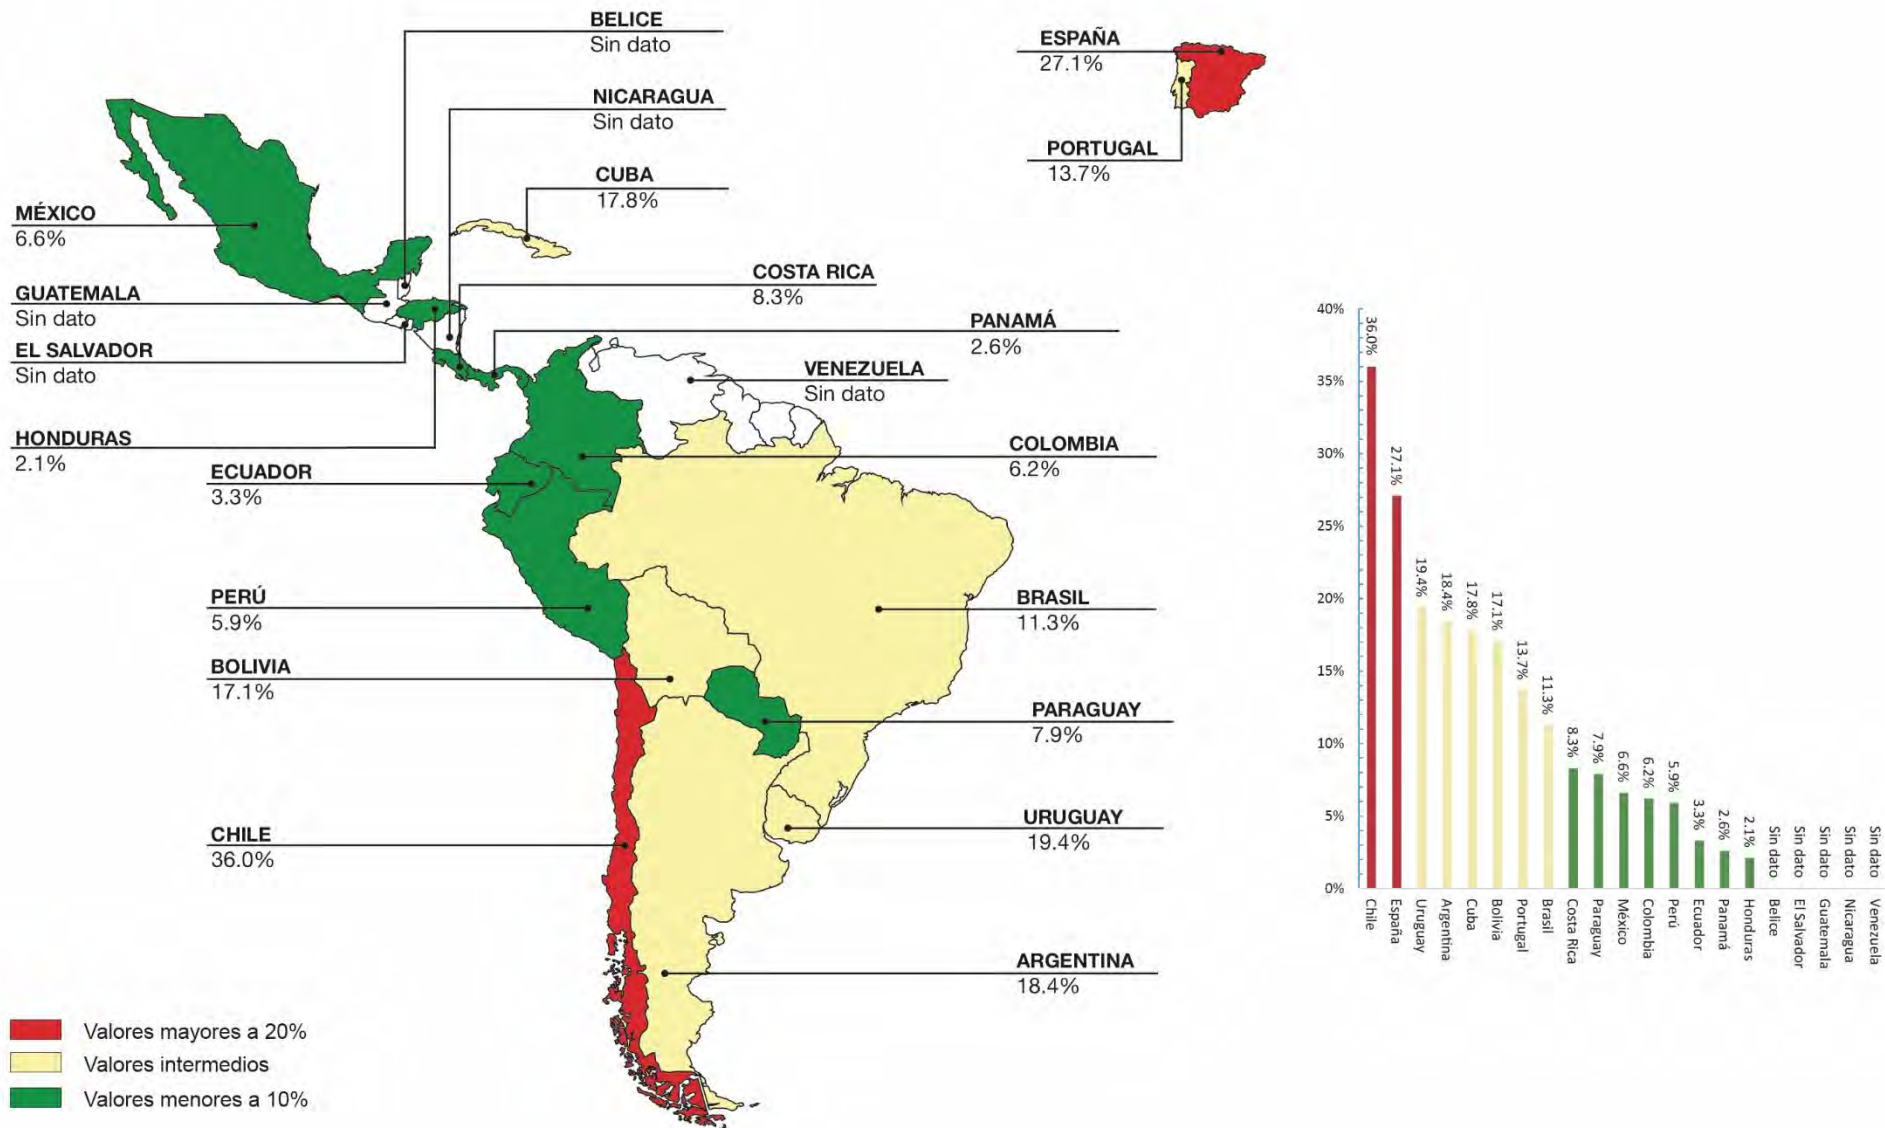 BELICE
Sin dato
NICARAGUA
Sin dato
CUBA
17.8%
ESPAÑA
27.1%
PORTUGAL
13.7%
MÉXICO
6.6%
GUATEMALA
Sin dato
EL SALVADOR
Sin dato
HONDURAS
2.1%
COSTA RICA
8.3%
PANAMÁ
2.6%
VENEZUELA
Sin dato
COLOMBIA
6.2%
ECUADOR
3.3%
PERÚ
5.9%
BRASIL
11.3%
BOLIVIA
17.1%
PARAGUAY
7.9%
CHILE
36.0%
URUGUAY
19.4%
ARGENTINA
18.4%
Valores mayores a 20%
Valores intermedios
Valores menores a 10%
40%
35%
30%
25%
20%
15%
10%
5%
0%
36.0%
27.1%
19.4%
18.4%
17.8%
17.1%
13.7%
11.3%
8.3%
7.9%
6.6%
6.2%
5.9%
3.3%
2.6%
2.1%
Sin dato
Sin dato
Sin dato
Sin dato
Sin dato
Chile
España
Uruguay
Argentina
Cuba
Bolivia
Portugal
Brasil
Costa Rica
Paraguay
México
Colombia
Perú
Ecuador
Panamá
Honduras
Belice
El Salvador
Guatemala
Nicaragua
Venezuela